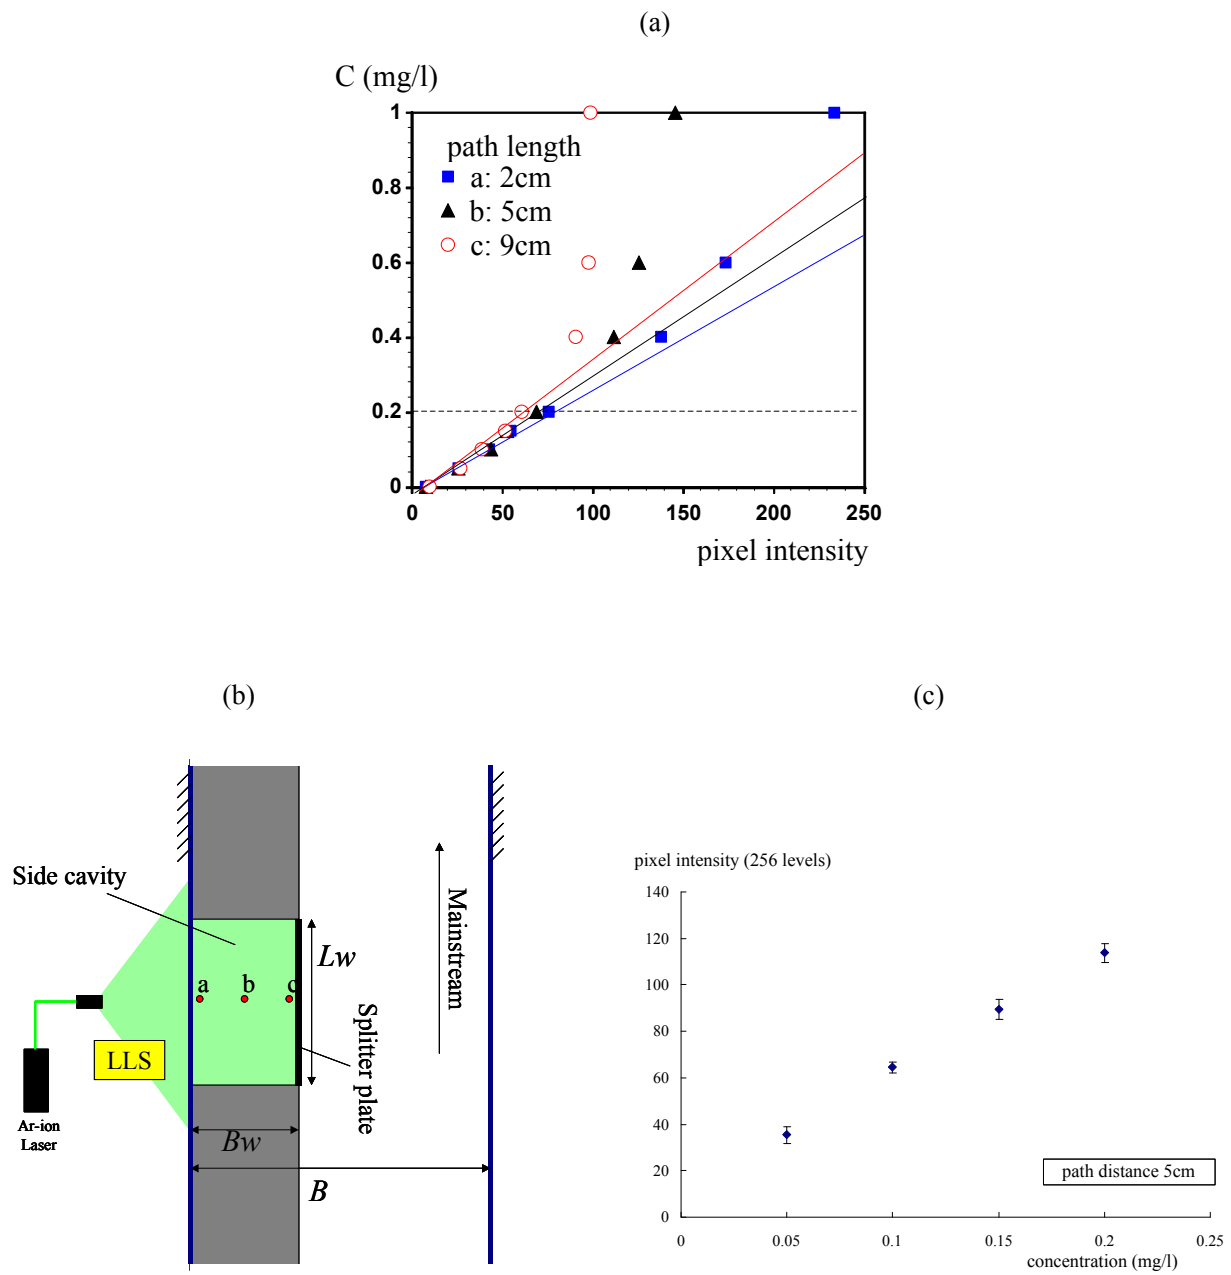 (a)
C (mg/l)
1
0.8
0.6
0.4
0.2
0
path length
a: 2cm
b: 5cm
c: 9cm
0 50 100 150 200 250
pixel intensity
(b)
Side cavity
a b c
Lw
Mainstream
Splitter plate
LLS
Ar-ion
Laser
Bw
B
(c)
pixel intensity (256 levels)
140
120
100
80
60
40
20
0
path distance 5cm
0 0.05 0.1 0.15 0.2 0.25
concentration (mg/l)